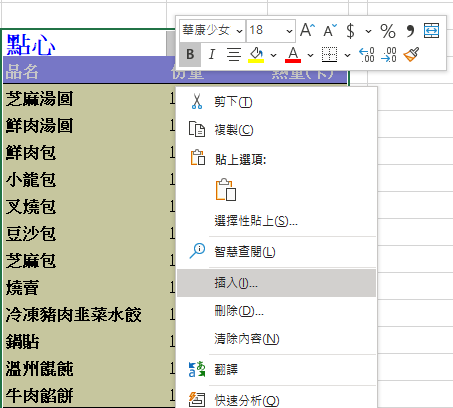 點心
華康少女 18 A A $ % 9
B I A .00
品名 份量 熱量(卡)
芝麻湯圓 1
鮮肉湯圓 1
鮮肉包 1
小龍包 1
叉燒包 1
豆沙包 1
芝麻包 1
燒賣 1
冷凍豬肉韭菜水餃 1
鍋貼 1
溫州餛飩 1
牛肉餡餅 1
剪下(T)
複製(C)
貼上選項:
選擇性貼上(S)...
智慧查閱(L)
插入(I)...
刪除(D)...
清除內容(N)
翻譯
快速分析(Q)